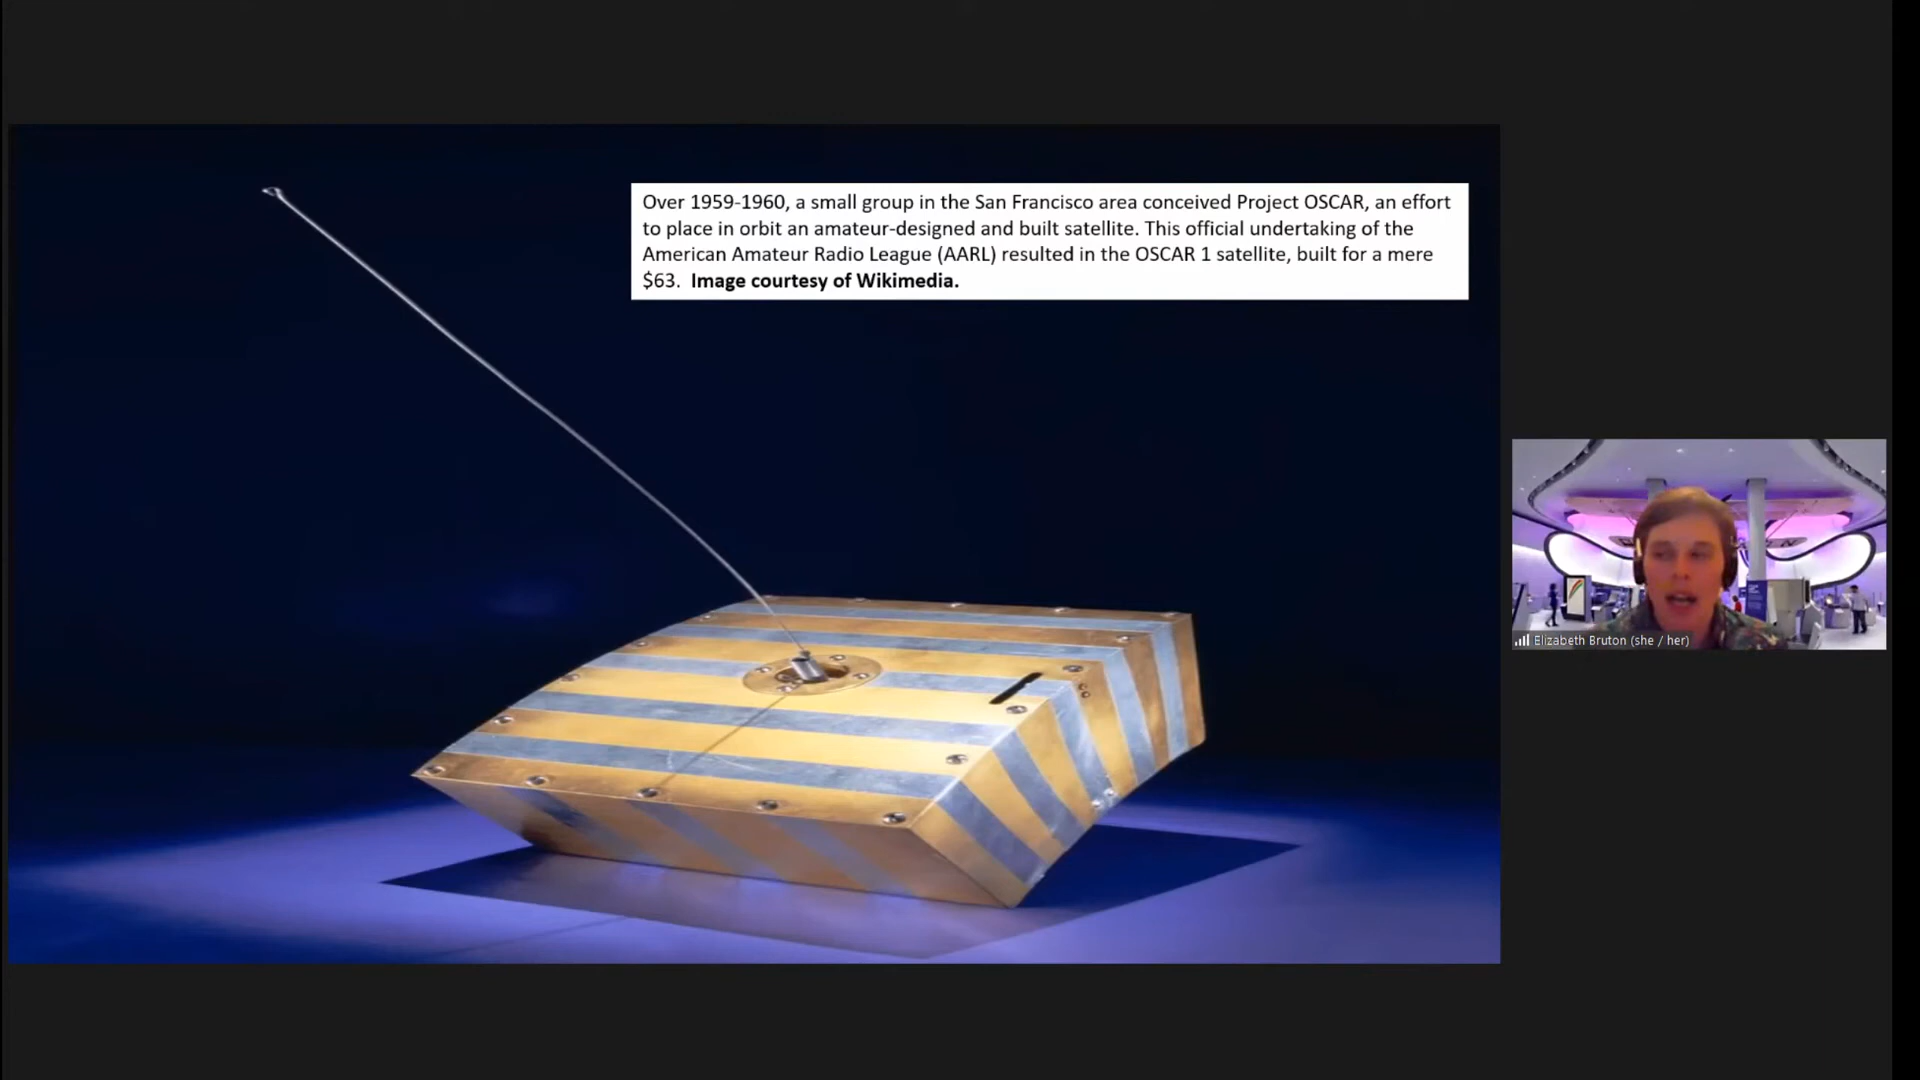 Over 1959-1960, a small group in the San Francisco area conceived Project OSCAR, an effort
to place in orbit an amateur-designed and built satellite. This official undertaking of the
American Amateur Radio League (AARL) resulted in the OSCAR 1 satellite, built for a mere
$63. Image courtesy of Wikimedia.
Elizabeth Bruton (she / her)